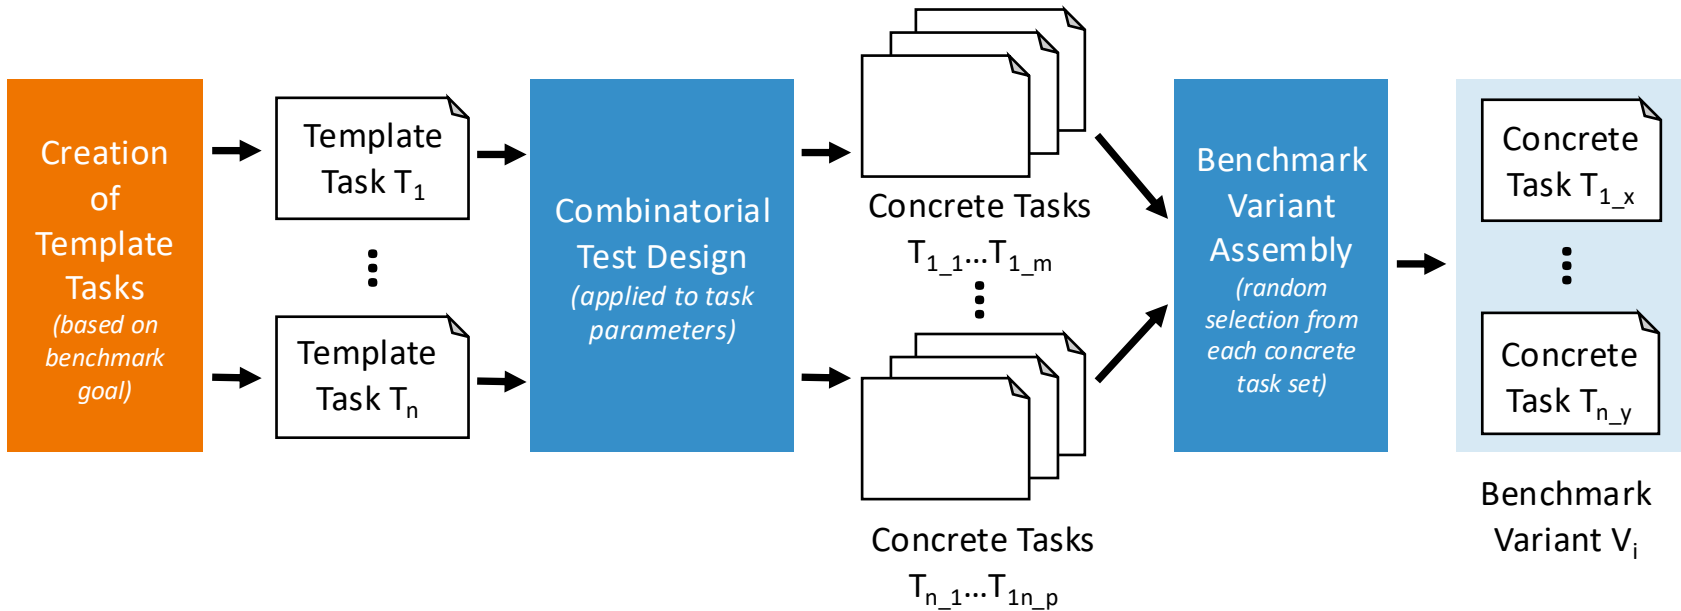 Creation
of
Template
Tasks
(based on
benchmark
goal)
Template
Task T1
Template
Task Tn
Combinatorial
Test Design
(applied to task
parameters)
Concrete Tasks
T1_1...T1_m
Concrete Tasks
Tn_1...T1n_p
Benchmark
Variant
Assembly
(random
selection from
each concrete
task set)
Concrete
Task T1_x
Concrete
Task Tn_y
Benchmark
Variant Vi